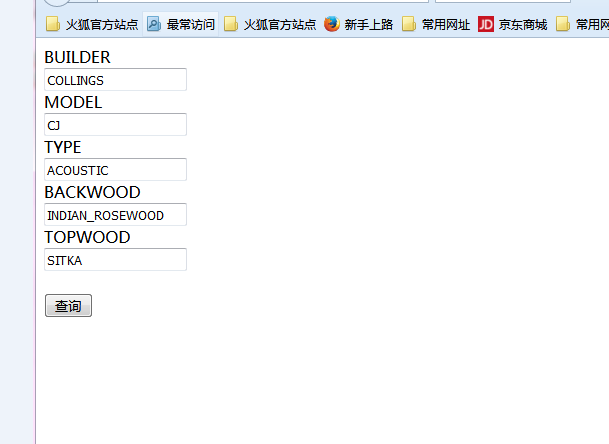 火狐官方站点 最常访问 火狐官方站点 新手上路 常用网址 JD 京东商城 常用网
BUILDER
COLLINGS
MODEL
CJ
TYPE
ACOUSTIC
BACKWOOD
INDIAN_ROSEWOOD
TOPWOOD
SITKA
查询